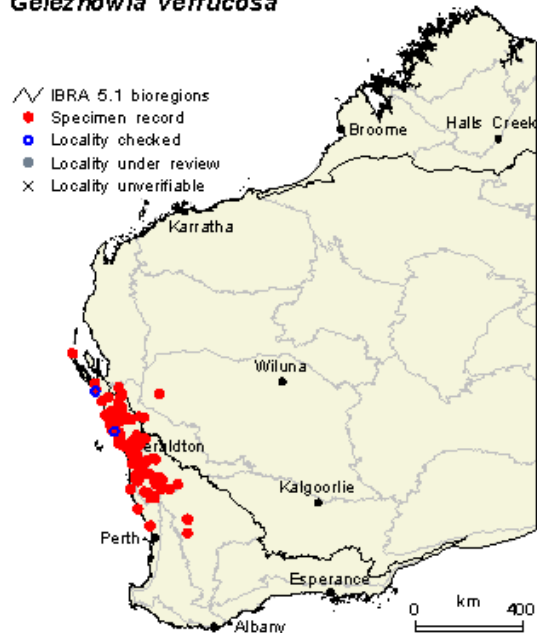 Geleznowia verrucosa
IBRA 5.1 bioregions
Specimen record
Locality checked
Locality under review
Locality unverifiable
Broome
Halls Creek
Karratha
Wiluna
eraldton
Kalgoorlie
Perth
Esperance
Albany
0 km 400